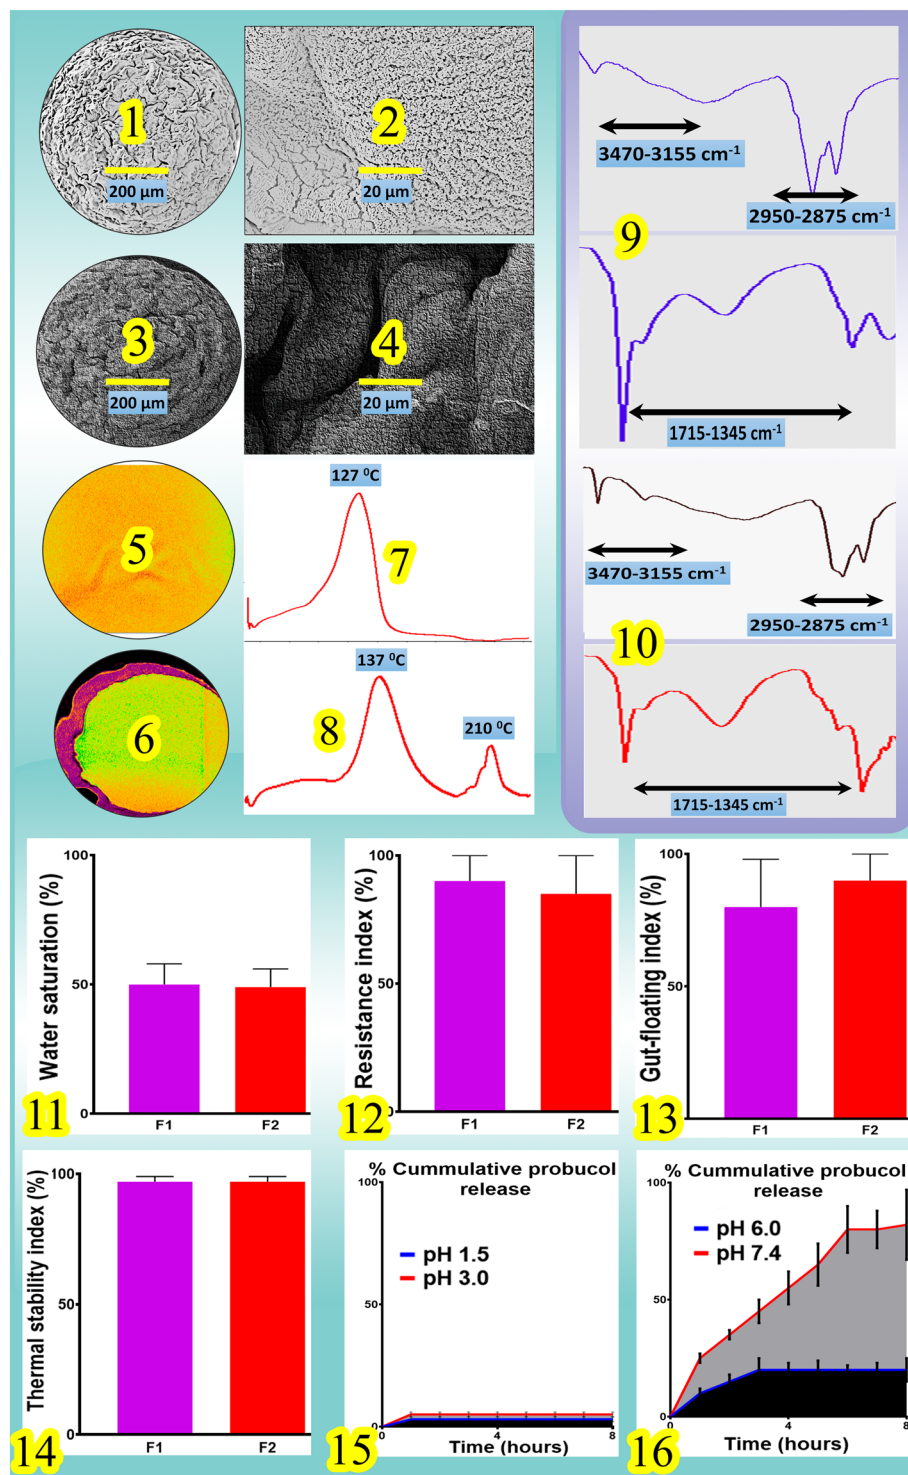 1
200 µm
2
20 µm
3
200 µm
4
20 µm
5
127 ⁰C
7
6
137 ⁰C
8
210 ⁰C
3470-3155 cm⁻¹
2950-2875 cm⁻¹
9
1715-1345 cm⁻¹
3470-3155 cm⁻¹
2950-2875 cm⁻¹
10
1715-1345 cm⁻¹
Water saturation (%)
100
50
0
F1
F2
11
Resistance index (%)
100
50
0
F1
F2
12
Gut-floating index (%)
100
50
0
F1
F2
13
Thermal stability index (%)
100
50
0
F1
F2
14
% Cummulative probucol
release
100
50
0
pH 1.5
pH 3.0
0
4
8
Time (hours)
15
% Cummulative probucol
release
100
50
0
pH 6.0
pH 7.4
0
4
8
Time (hours)
16